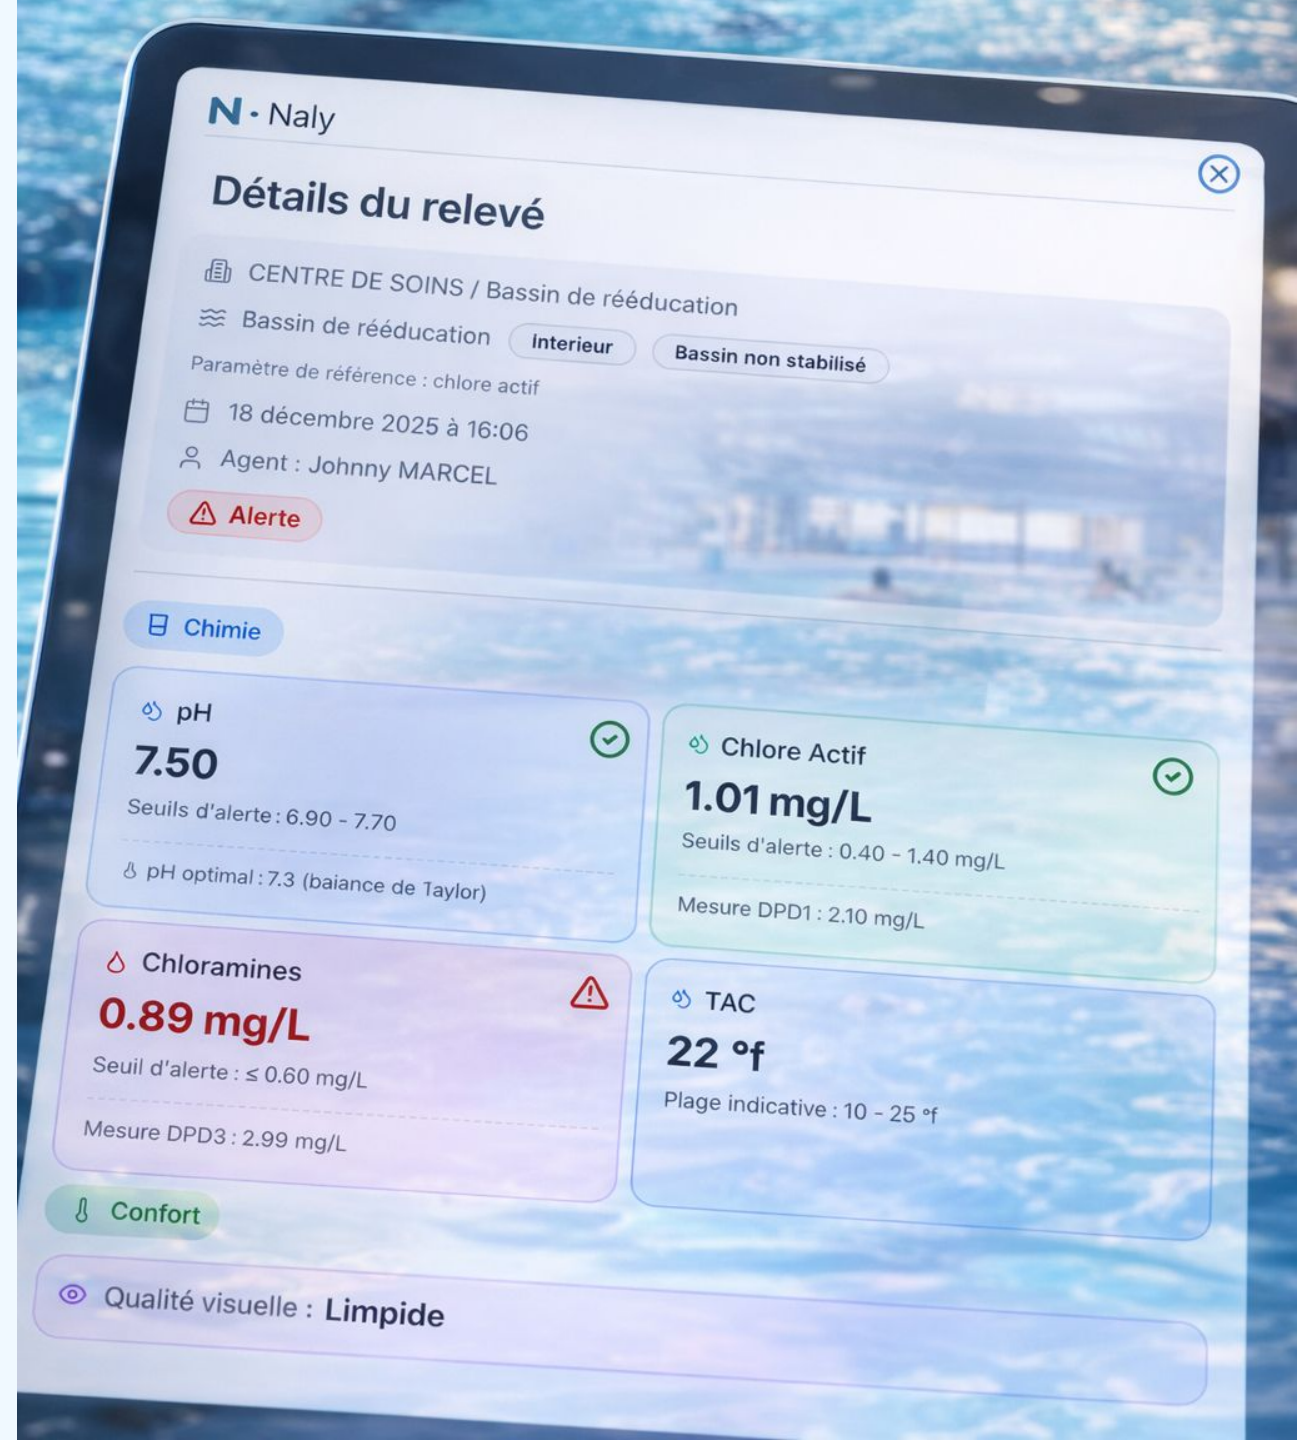 N · Naly
Détails du relevé
CENTRE DE SOINS / Bassin de rééducation
Bassin de rééducation Interieur Bassin non stabilisé
Paramètre de référence : chlore actif
18 décembre 2025 à 16:06
Agent : Johnny MARCEL
Alerte
Chimie
pH
7.50
Seuils d'alerte : 6.90 - 7.70
pH optimal : 7.3 (baiance de Taylor)
Chlore Actif
1.01 mg/L
Seuils d'alerte : 0.40 - 1.40 mg/L
Mesure DPD1 : 2.10 mg/L
Chloramines
0.89 mg/L
Seuil d'alerte : ≤ 0.60 mg/L
Mesure DPD3 : 2.99 mg/L
TAC
22 °f
Plage indicative : 10 - 25 °f
Confort
Qualité visuelle : Limpide